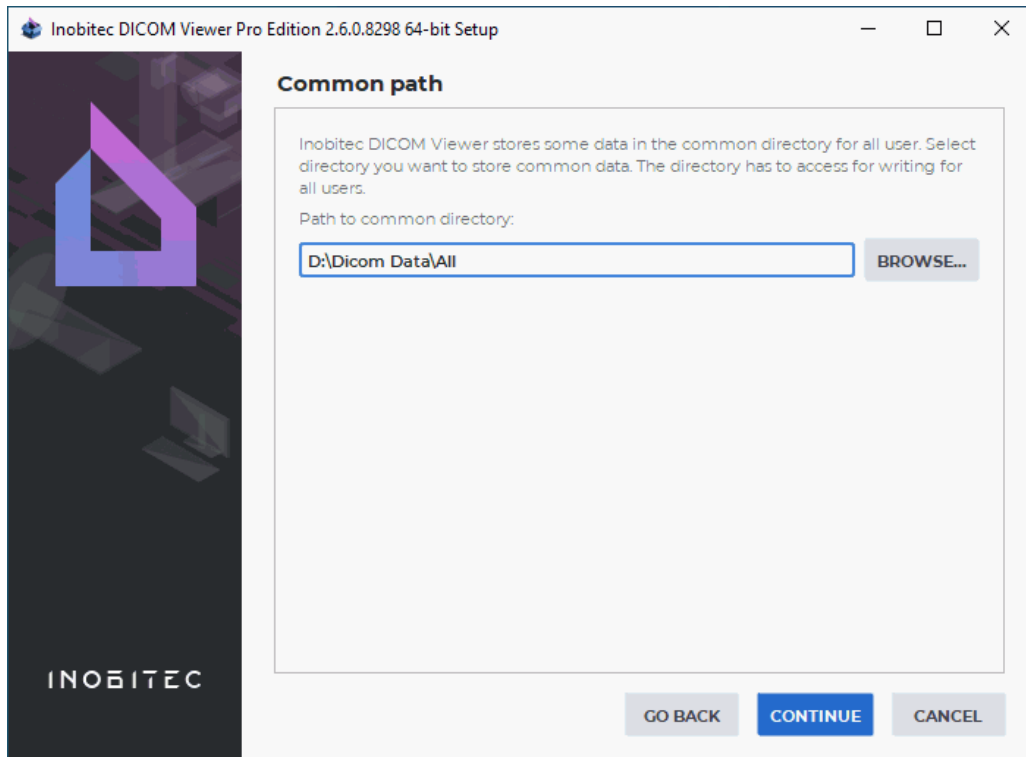 Inobitec DICOM Viewer Pro Edition 2.6.0.8298 64-bit Setup
Common path
Inobitec DICOM Viewer stores some data in the common directory for all user. Select
directory you want to store common data. The directory has to access for writing for
all users.
Path to common directory:
D:\Dicom Data\All
BROWSE...
INOBITEC
GO BACK
CONTINUE
CANCEL